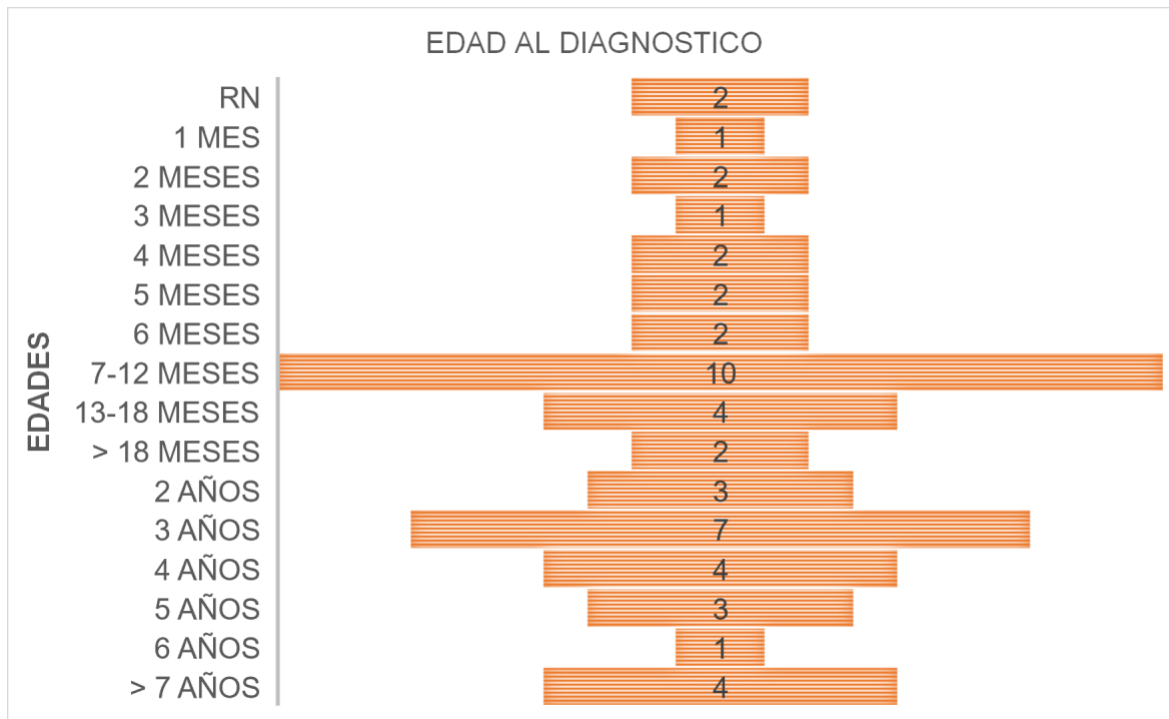 EDAD AL DIAGNOSTICO
EDADES
RN 2
1 MES 1
2 MESES 2
3 MESES 1
4 MESES 2
5 MESES 2
6 MESES 2
7-12 MESES 10
13-18 MESES 4
> 18 MESES 2
2 AÑOS 3
3 AÑOS 7
4 AÑOS 4
5 AÑOS 3
6 AÑOS 1
> 7 AÑOS 4